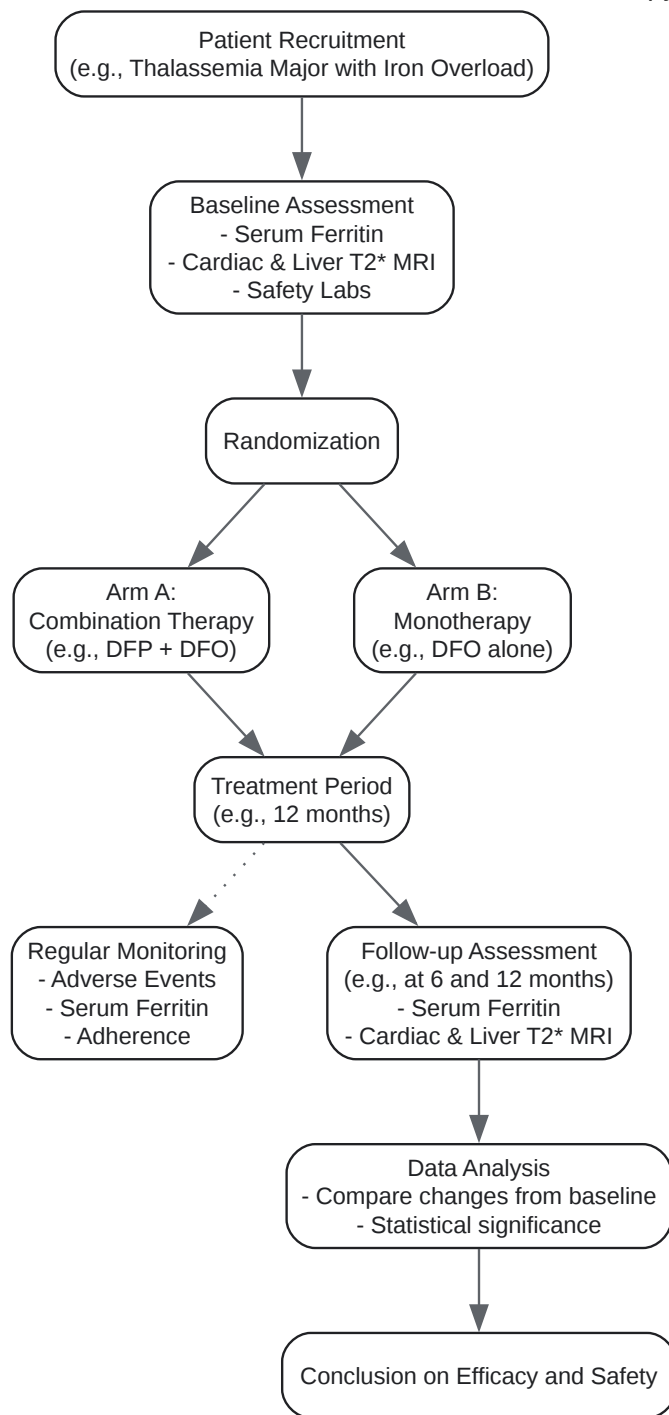 Patient Recruitment
(e.g., Thalassemia Major with Iron Overload)
Baseline Assessment
- Serum Ferritin
- Cardiac & Liver T2* MRI
- Safety Labs
Randomization
Arm A:
Combination Therapy
(e.g., DFP + DFO)
Arm B:
Monotherapy
(e.g., DFO alone)
Treatment Period
(e.g., 12 months)
Regular Monitoring
- Adverse Events
- Serum Ferritin
- Adherence
Follow-up Assessment
(e.g., at 6 and 12 months)
- Serum Ferritin
- Cardiac & Liver T2* MRI
Data Analysis
- Compare changes from baseline
- Statistical significance
Conclusion on Efficacy and Safety